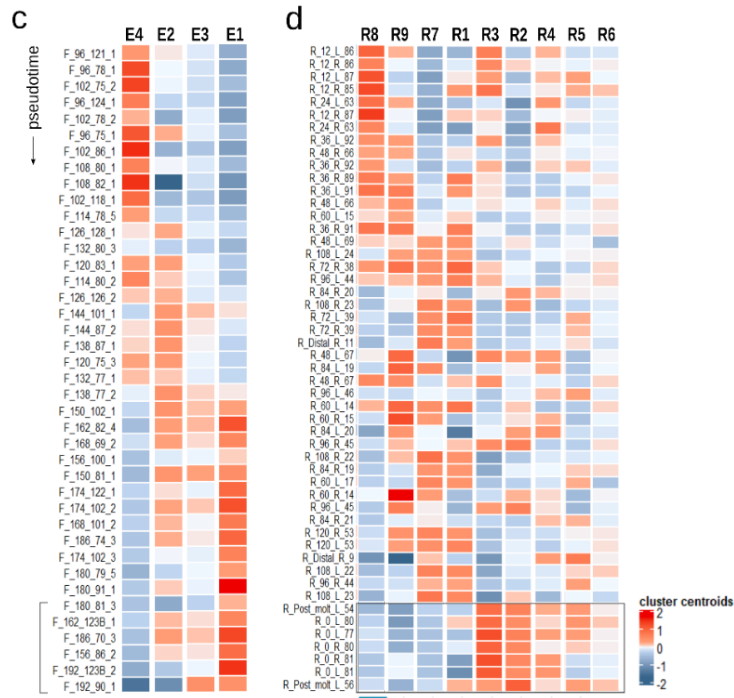 c
E4 E2 E3 E1
pseudotime
F_96_121_1
F_96_78_1
F_102_75_2
F_96_124_1
F_102_78_2
F_96_75_1
F_102_86_1
F_108_80_1
F_108_82_1
F_102_118_1
F_114_78_5
F_126_128_1
F_132_80_3
F_120_83_1
F_114_80_2
F_126_126_2
F_144_101_1
F_144_87_2
F_138_87_1
F_120_75_3
F_132_77_1
F_138_77_2
F_150_102_1
F_162_82_4
F_168_69_2
F_156_100_1
F_150_81_1
F_174_122_1
F_174_102_2
F_168_101_2
F_186_74_3
F_174_102_3
F_180_79_5
F_180_91_1
F_180_81_3
F_162_123B_1
F_186_70_3
F_156_86_2
F_192_123B_2
F_192_90_1
d
R8 R9 R7 R1 R3 R2 R4 R5 R6
R_12_L_86
R_12_R_86
R_12_L_87
R_12_R_85
R_24_L_63
R_12_R_87
R_24_R_63
R_36_L_92
R_48_R_66
R_36_R_92
R_36_R_89
R_36_L_91
R_48_L_66
R_60_L_15
R_36_R_91
R_48_L_69
R_108_L_24
R_72_R_38
R_96_L_44
R_84_R_20
R_108_R_23
R_72_L_39
R_72_R_39
R_Distal_R_11
R_48_L_67
R_84_L_19
R_48_R_67
R_96_L_46
R_60_L_14
R_60_R_15
R_84_L_20
R_96_R_45
R_108_R_22
R_84_R_19
R_60_L_17
R_60_R_14
R_96_L_45
R_84_R_21
R_120_R_53
R_120_L_53
R_Distal_R_9
R_108_L_22
R_96_R_44
R_108_L_23
R_Post_molt_L_54
R_0_L_80
R_0_L_77
R_0_R_80
R_0_R_81
R_0_L_81
R_Post_molt_L_56
cluster centroids
2
1
0
-1
-2